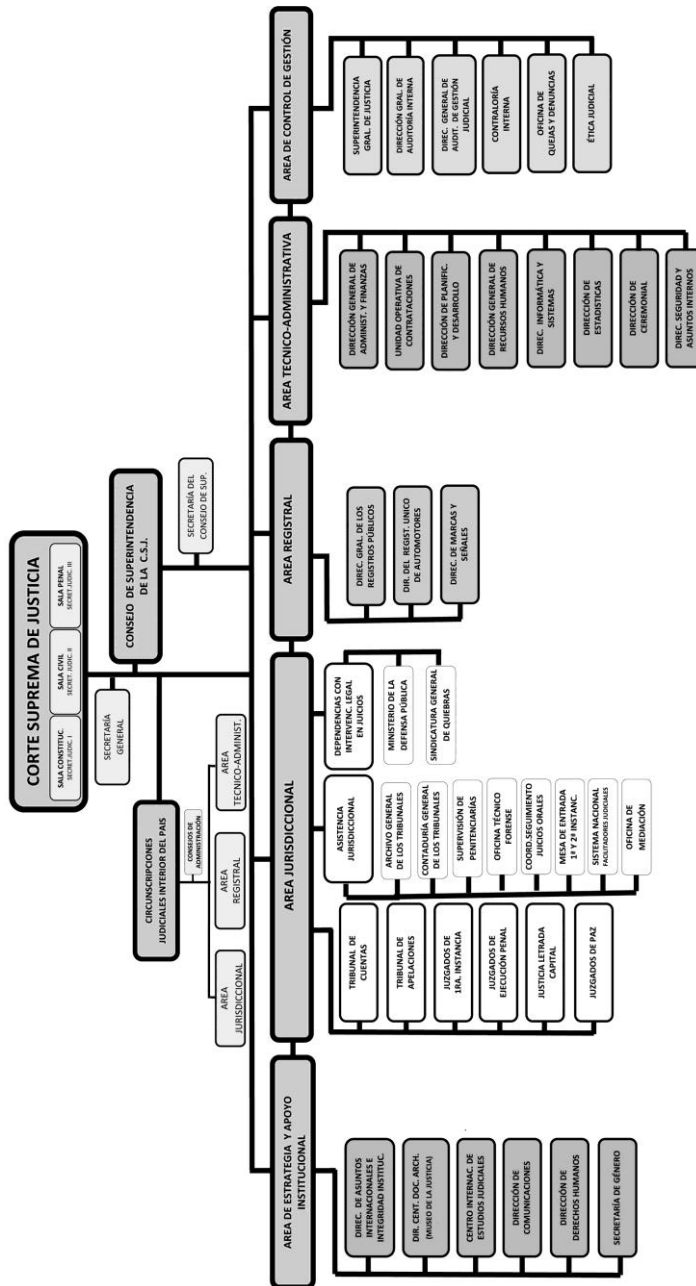 CORTE SUPREMA DE JUSTICIA
SALA CONSTITUC.
SECRET.JUDIC. I
SALA CIVIL
SECRET. JUDIC. II
SALA PENAL
SECRET.JUDIC. III
SECRETARÍA
GENERAL
CONSEJO DE SUPERINTENDENCIA
DE LA C.S.J.
SECRETARÍA DEL
CONSEJO DE SUP.
CIRCUNSCRIPCIONES
JUDICIALES INTERIOR DEL PAIS
CONSEJOS DE
ADMINISTRACIÓN
AREA
JURISDICCIONAL
AREA
REGISTRAL
AREA
TECNICO-ADMINIST.
AREA DE ESTRATEGIA Y APOYO
INSTITUCIONAL
DIREC. DE ASUNTOS
INTERNACIONALES E
INTEGRIDAD INSTITUC.
DIR. CENT. DOC. ARCH.
(MUSEO DE LA JUSTICIA)
CENTRO INTERNAC. DE
ESTUDIOS JUDICIALES
DIRECCIÓN DE
COMUNICACIONES
DIRECCIÓN DE
DERECHOS HUMANOS
SECRETARÍA DE GÉNERO
AREA JURISDICCIONAL
TRIBUNAL DE
CUENTAS
TRIBUNAL DE
APELACIONES
JUZGADOS DE
1RA. INSTANCIA
JUZGADOS DE
EJECUCIÓN PENAL
JUSTICIA LETRADA
CAPITAL
JUZGADOS DE PAZ
ASISTENCIA
JURISDICCIONAL
ARCHIVO GENERAL
DE LOS TRIBUNALES
CONTADURÍA GENERAL
DE LOS TRIBUNALES
SUPERVISIÓN DE
PENITENCIARÍAS
OFICINA TÉCNICO
FORENSE
COORD.SEGUIMIENTO
JUICIOS ORALES
MESA DE ENTRADA
1ª Y 2ª INSTANC.
SISTEMA NACIONAL
FACILITADORES JUDICIALES
OFICINA DE
MEDIACIÓN
DEPENDENCIAS CON
INTERVENC. LEGAL
EN JUICIOS
MINISTERIO DE LA
DEFENSA PÚBLICA
SINDICATURA GENERAL
DE QUIEBRAS
AREA REGISTRAL
DIREC. GRAL. DE LOS
REGISTROS PÚBLICOS
DIR. DEL REGIST. UNICO
DE AUTOMOTORES
DIREC. DE MARCAS Y
SEÑALES
AREA TECNICO-ADMINISTRATIVA
DIRECCIÓN GENERAL DE
ADMINIST. Y FINANZAS
UNIDAD OPERATIVA DE
CONTRATACIONES
DIRECCIÓN DE PLANIFIC.
Y DESARROLLO
DIRECCIÓN GENERAL DE
RECURSOS HUMANOS
DIREC. INFORMÁTICA Y
SISTEMAS
DIRECCIÓN DE
ESTADISTICAS
DIRECCIÓN DE
CEREMONIAL
DIREC. SEGURIDAD Y
ASUNTOS INTERNOS
AREA DE CONTROL DE GESTIÓN
SUPERINTENDENCIA
GRAL. DE JUSTICIA
DIRECCIÓN GRAL. DE
AUDITORÍA INTERNA
DIREC. GENERAL DE
AUDIT. DE GESTIÓN
JUDICIAL
CONTRALORÍA
INTERNA
OFICINA DE
QUEJAS Y DENUNCIAS
ÉTICA JUDICIAL